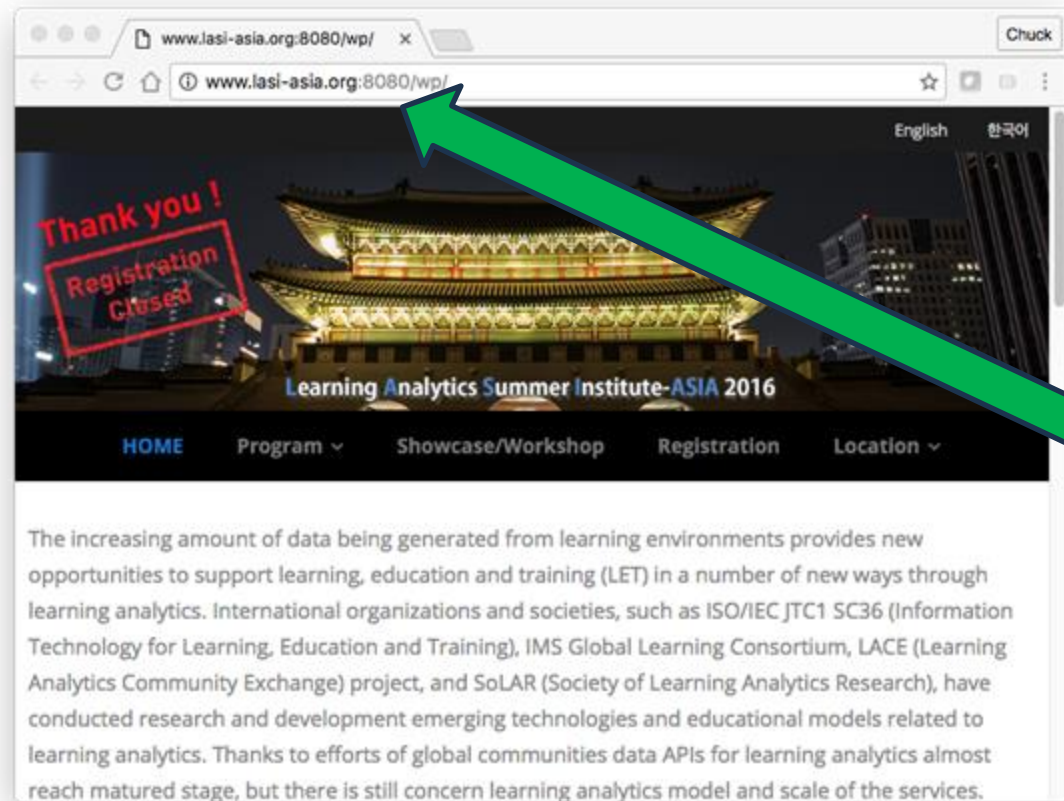 www.lasi-asia.org:8080/wp/
Chuck
www.lasi-asia.org:8080/wp/
English 한국어
Thank you !
Registration
Closed
Learning Analytics Summer Institute-ASIA 2016
HOME Program Showcase/Workshop Registration Location
The increasing amount of data being generated from learning environments provides new
opportunities to support learning, education and training (LET) in a number of new ways through
learning analytics. International organizations and societies, such as ISO/IEC JTC1 SC36 (Information
Technology for Learning, Education and Training), IMS Global Learning Consortium, LACE (Learning
Analytics Community Exchange) project, and SoLAR (Society of Learning Analytics Research), have
conducted research and development emerging technologies and educational models related to
learning analytics. Thanks to efforts of global communities data APIs for learning analytics almost
reach matured stage, but there is still concern learning analytics model and scale of the services.